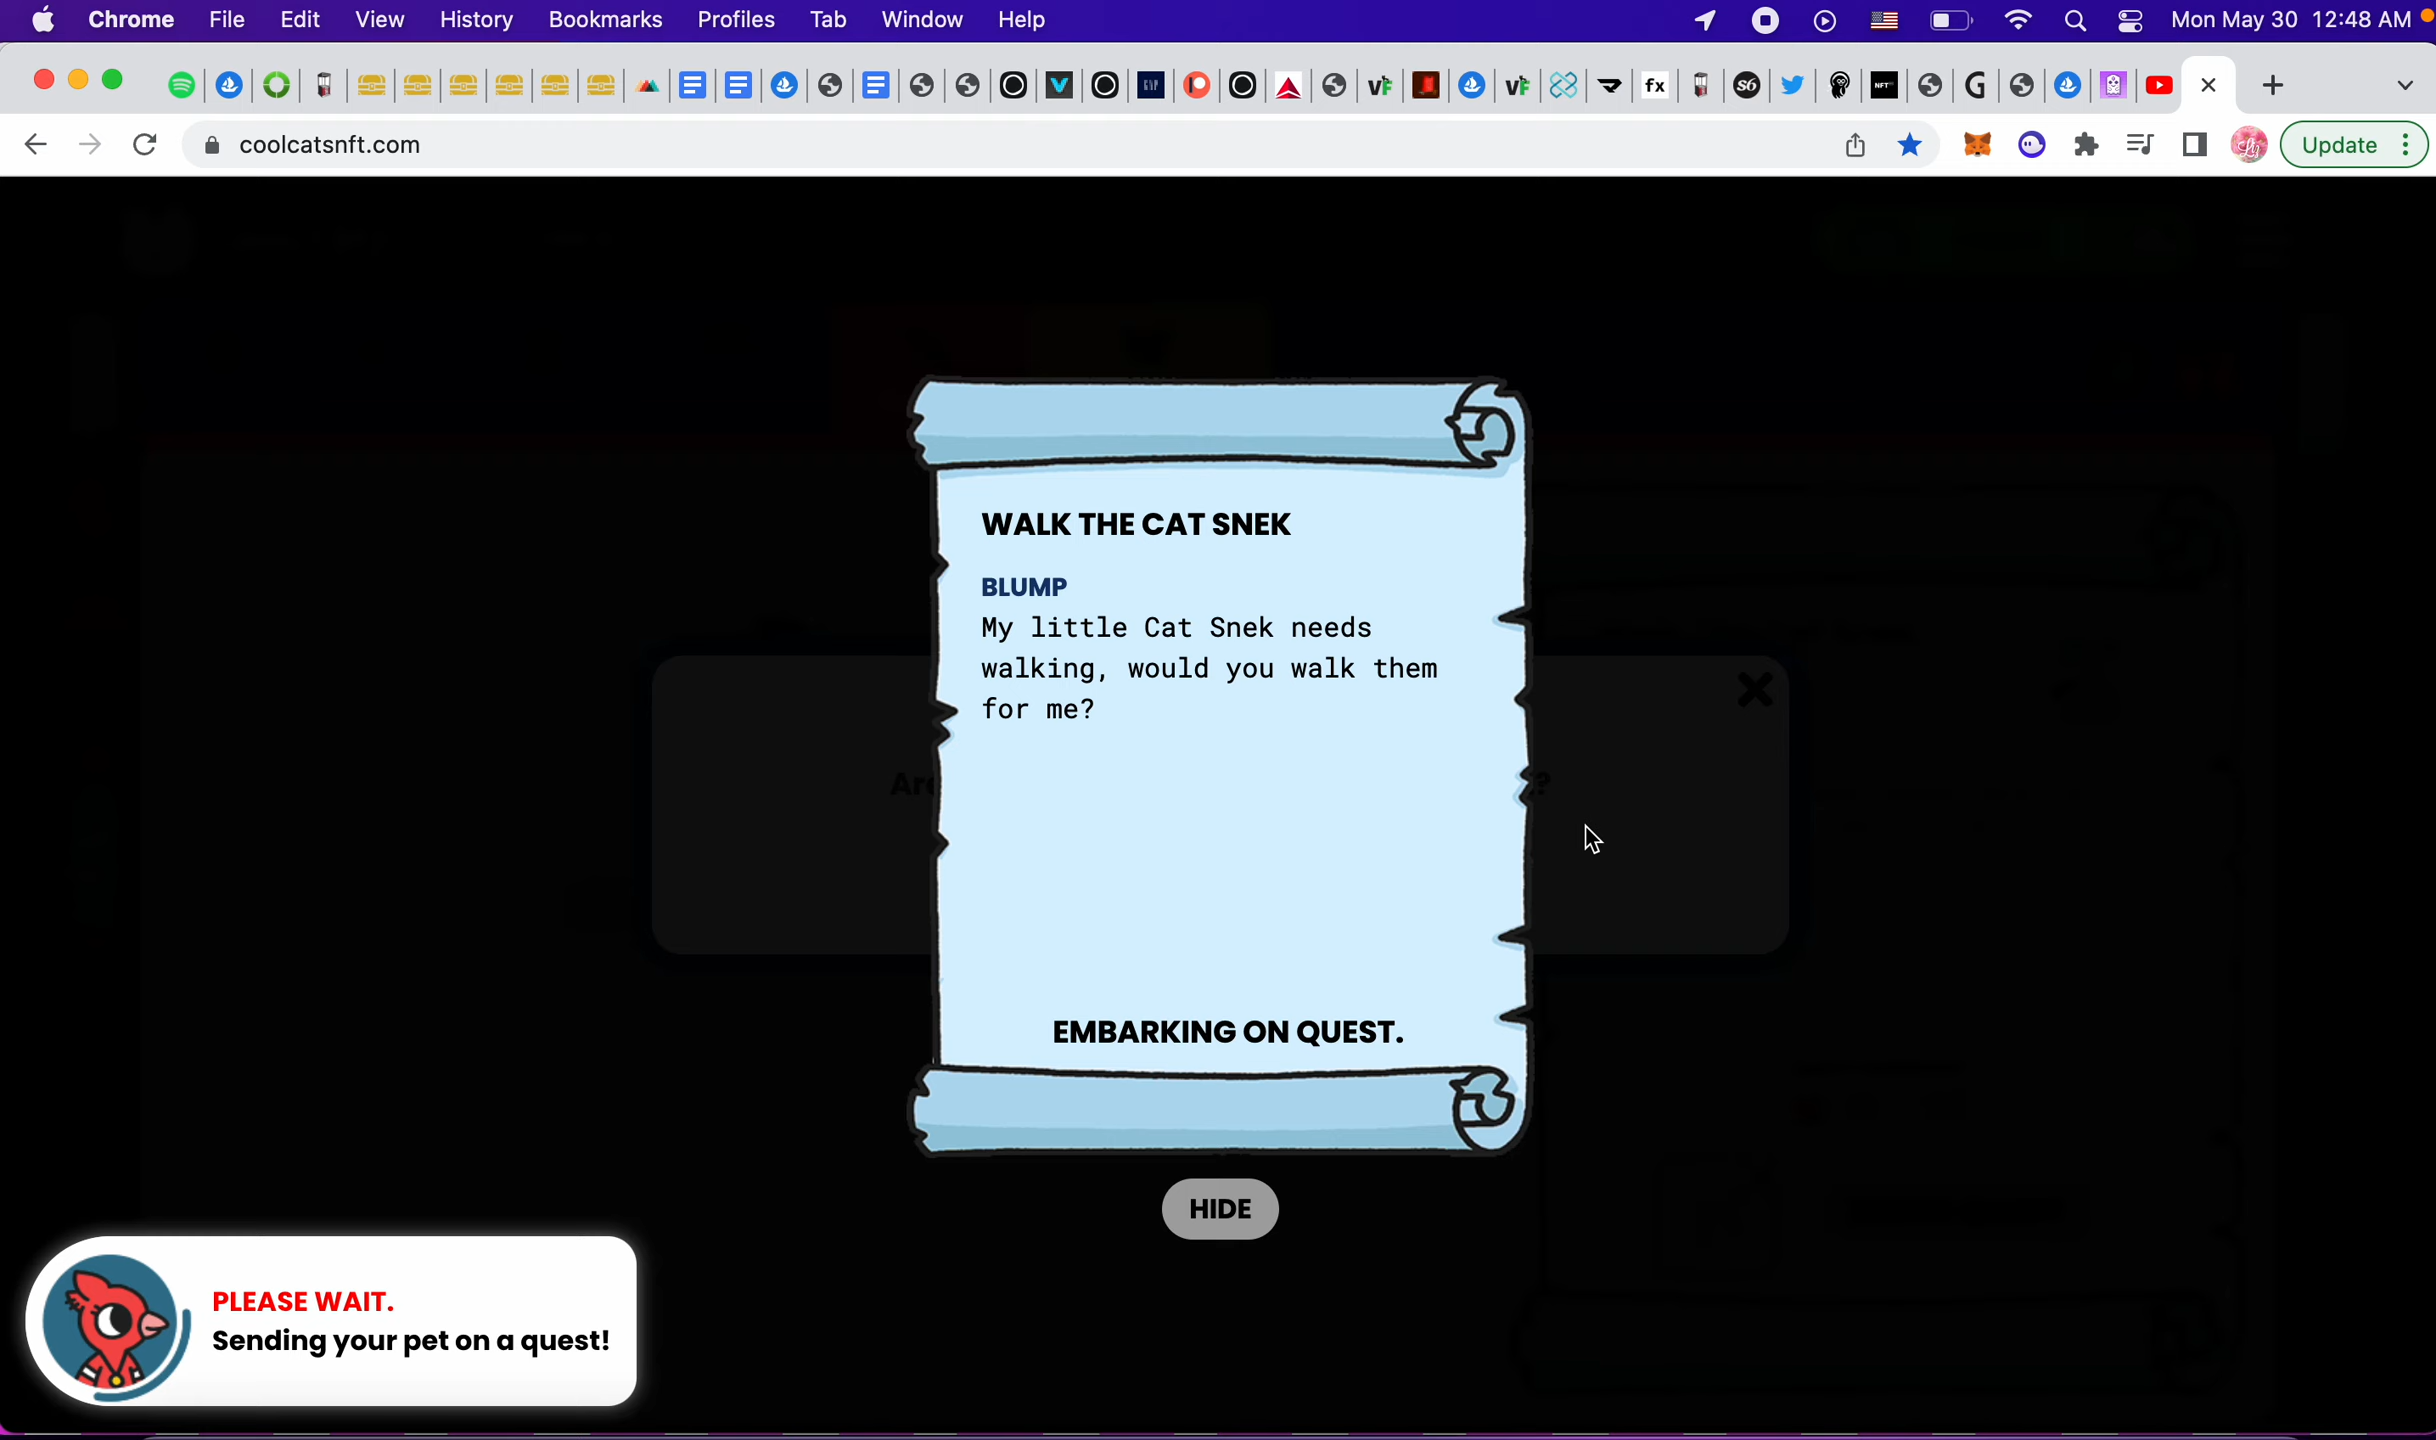 Chrome File Edit View History Bookmarks Profiles Tab Window Help Mon May 30 12:48 AM
coolcatsnft.com Update
WALK THE CAT SNEK
BLUMP
My little Cat Snek needs
walking, would you walk them
for me?
EMBARKING ON QUEST.
HIDE
PLEASE WAIT.
Sending your pet on a quest!